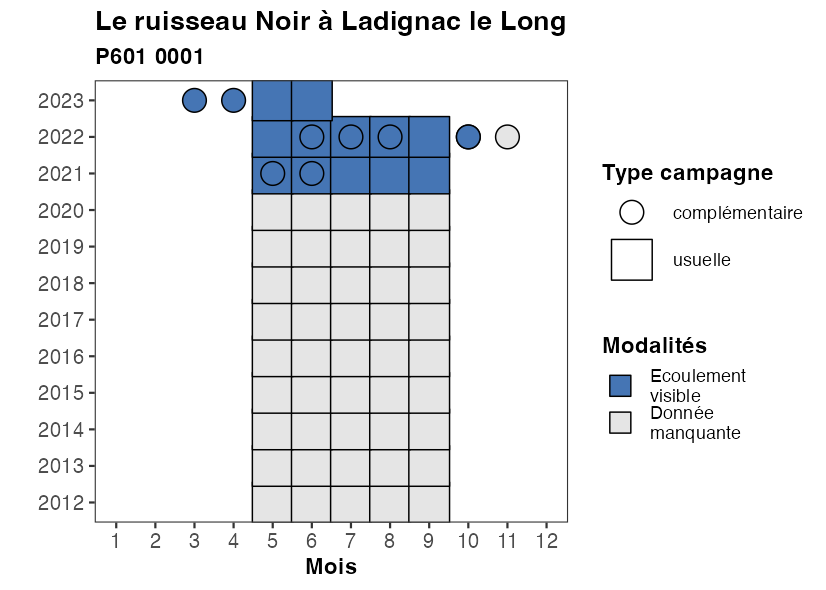 Le ruisseau Noir à Ladignac le Long
P601 0001
2023
2022
2021
2020
2019
2018
2017
2016
2015
2014
2013
2012
1 2 3 4 5 6 7 8 9 10 11 12
Mois
Type campagne
complémentaire
usuelle
Modalités
Ecoulement
visible
Donnée
manquante